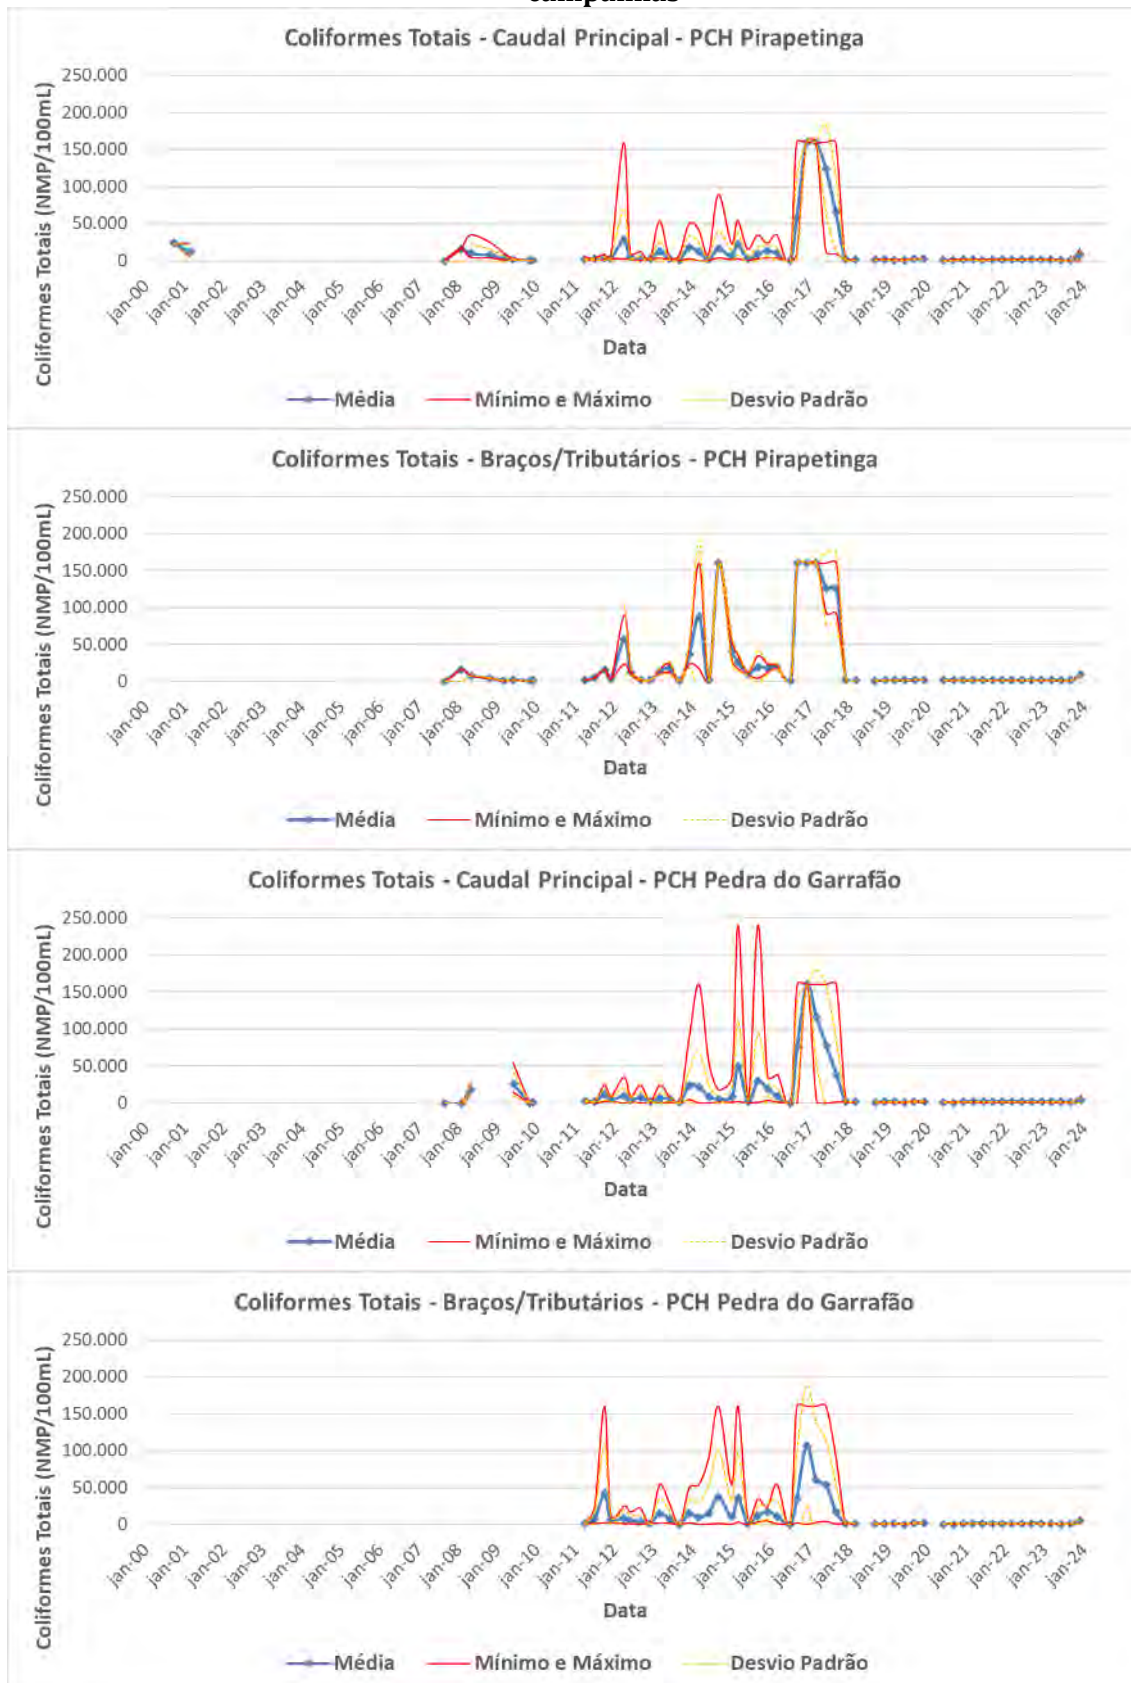 campanhas
Coliformes Totais - Caudal Principal - PCH Pirapetinga
Coliformes Totais (NMP/100mL)
250.000
200.000
150.000
100.000
50.000
0
jan-00 jan-01 jan-02 jan-03 jan-04 jan-05 jan-06 jan-07 jan-08 jan-09 jan-10 jan-11 jan-12 jan-13 jan-14 jan-15 jan-16 jan-17 jan-18 jan-19 jan-20 jan-21 jan-22 jan-23 jan-24
Data
Média Mínimo e Máximo Desvio Padrão
Coliformes Totais - Braços/Tributários - PCH Pirapetinga
Coliformes Totais (NMP/100mL)
250.000
200.000
150.000
100.000
50.000
0
jan-00 jan-01 jan-02 jan-03 jan-04 jan-05 jan-06 jan-07 jan-08 jan-09 jan-10 jan-11 jan-12 jan-13 jan-14 jan-15 jan-16 jan-17 jan-18 jan-19 jan-20 jan-21 jan-22 jan-23 jan-24
Data
Média Mínimo e Máximo Desvio Padrão
Coliformes Totais - Caudal Principal - PCH Pedra do Garrafão
Coliformes Totais (NMP/100mL)
250.000
200.000
150.000
100.000
50.000
0
jan-00 jan-01 jan-02 jan-03 jan-04 jan-05 jan-06 jan-07 jan-08 jan-09 jan-10 jan-11 jan-12 jan-13 jan-14 jan-15 jan-16 jan-17 jan-18 jan-19 jan-20 jan-21 jan-22 jan-23 jan-24
Data
Média Mínimo e Máximo Desvio Padrão
Coliformes Totais - Braços/Tributários - PCH Pedra do Garrafão
Coliformes Totais (NMP/100mL)
250.000
200.000
150.000
100.000
50.000
0
jan-00 jan-01 jan-02 jan-03 jan-04 jan-05 jan-06 jan-07 jan-08 jan-09 jan-10 jan-11 jan-12 jan-13 jan-14 jan-15 jan-16 jan-17 jan-18 jan-19 jan-20 jan-21 jan-22 jan-23 jan-24
Data
Média Mínimo e Máximo Desvio Padrão